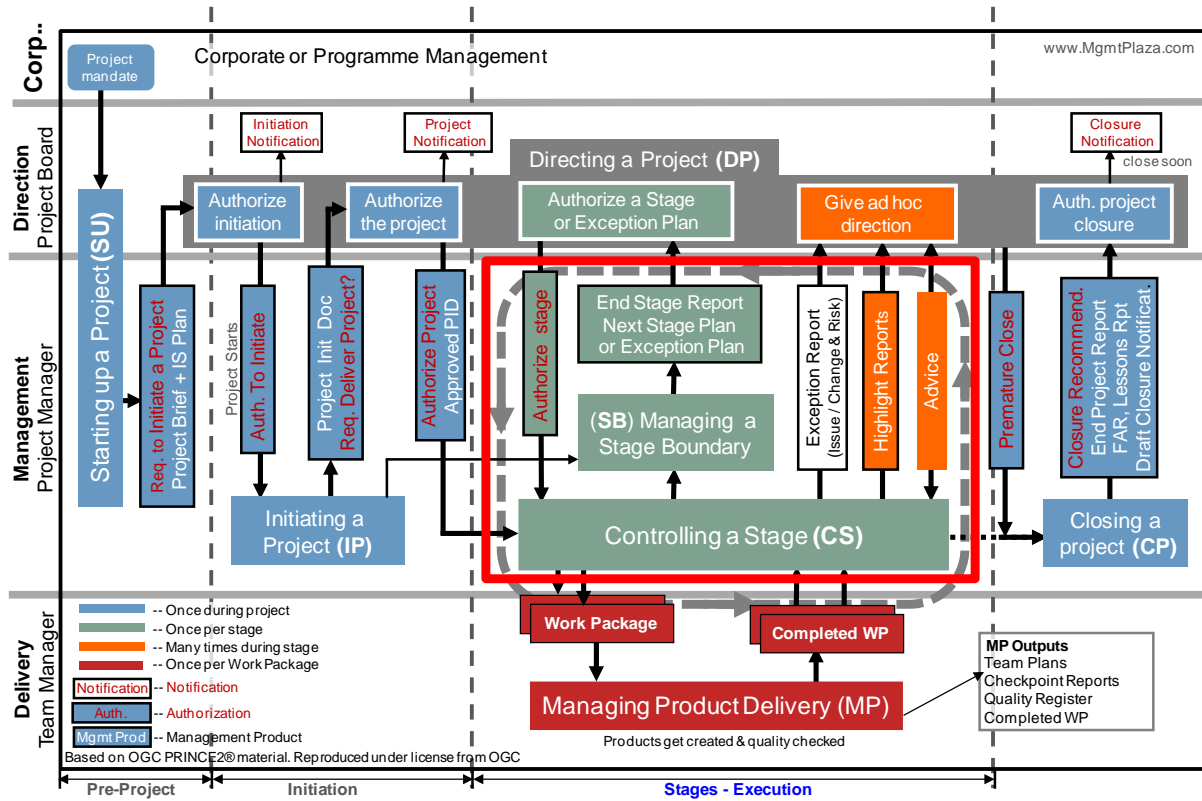 Corp..
Project
mandate
Corporate or Programme Management
www.MgmtPlaza.com
Direction
Project Board
Initiation
Notification
Project
Notification
Closure
Notification
close soon
Directing a Project (DP)
Authorize
initiation
Authorize
the project
Authorize a Stage
or Exception Plan
Give ad hoc
direction
Auth. project
closure
Management
Project Manager
Starting up a Project (SU)
Req. to Initiate a Project
Project Brief + IS Plan
Project Starts
Auth. To Initiate
Project Init Doc
Req. Deliver Project?
Authorize Project
Approved PID
Authorize stage
End Stage Report
Next Stage Plan
or Exception Plan
(SB) Managing a
Stage Boundary
Exception Report
(Issue / Change & Risk)
Highlight Reports
Advice
Premature Close
Closure Recommend.
End Project Report
FAR, Lessons Rpt
Draft Closure Notificat.
Initiating a
Project (IP)
Controlling a Stage (CS)
Closing a
project (CP)
Delivery
Team Manager
-- Once during project
-- Once per stage
-- Many times during stage
-- Once per Work Package
Notification -- Notification
Auth. -- Authorization
Mgmt Prod -- Management Product
Based on OGC PRINCE2® material. Reproduced under license from OGC
Work Package
Completed WP
Managing Product Delivery (MP)
Products get created & quality checked
MP Outputs
Team Plans
Checkpoint Reports
Quality Register
Completed WP
Pre-Project
Initiation
Stages - Execution